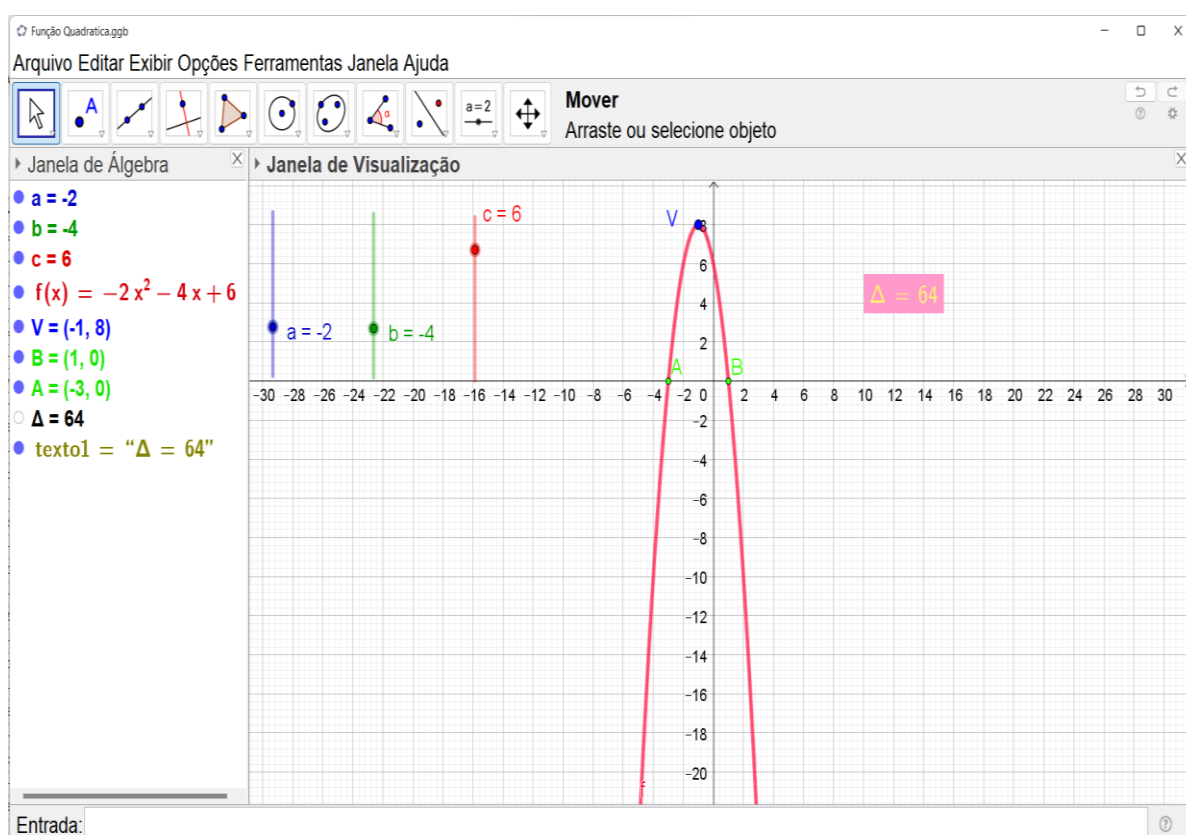 Função Quadratica.ggb
Arquivo Editar Exibir Opções Ferramentas Janela Ajuda
A
α
a=2
Mover
Arraste ou selecione objeto
Janela de Álgebra
Janela de Visualização
a = -2
b = -4
c = 6
f(x) = −2 x² − 4 x + 6
V = (-1, 8)
B = (1, 0)
A = (-3, 0)
Δ = 64
texto1 = “Δ = 64”
a = -2
b = -4
c = 6
V
Δ = 64
A
B
8
6
4
2
-30 -28 -26 -24 -22 -20 -18 -16 -14 -12 -10 -8 -6 -4 -2 0 2 4 6 8 10 12 14 16 18 20 22 24 26 28 30
−2
−4
−6
−8
−10
−12
−14
−16
−18
−20
f
Entrada: